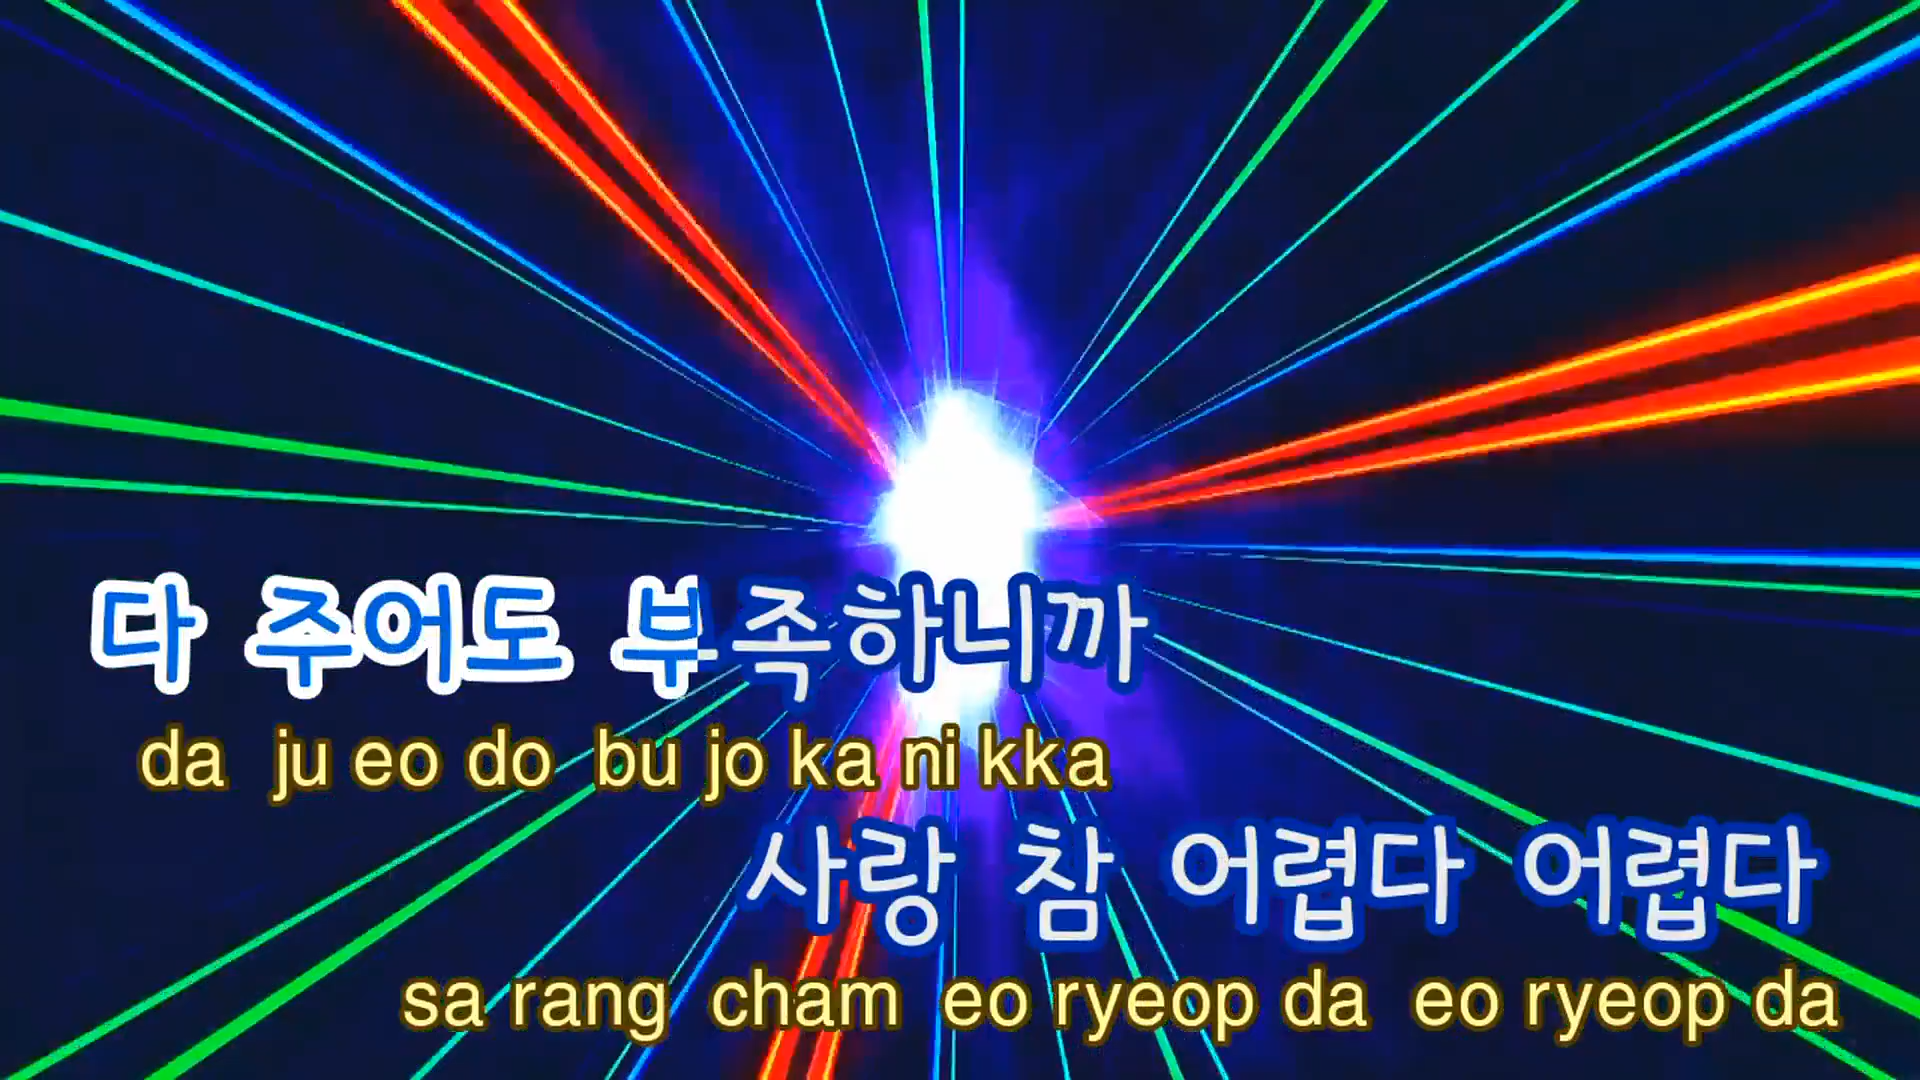 다 주어도 부족하니까
da ju eo do bu jo ka ni kka
사랑 참 어렵다 어렵다
sa rang cham eo ryeop da eo ryeop da